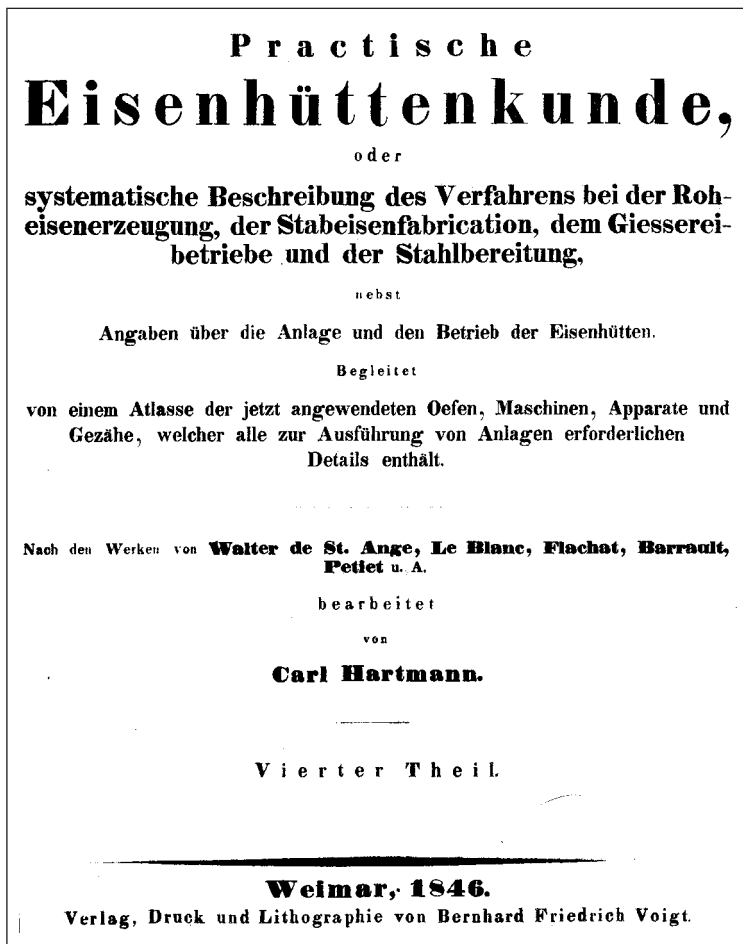 Practische
Eisenhüttenkunde,
oder
systematische Beschreibung des Verfahrens bei der Roh-
eisenerzeugung, der Stabeisenfabrication, dem Giesserei-
betriebe und der Stahlbereitung,
nebst
Angaben über die Anlage und den Betrieb der Eisenhütten.
Begleitet
von einem Atlasse der jetzt angewendeten Oefen, Maschinen, Apparate und
Gezähe, welcher alle zur Ausführung von Anlagen erforderlichen
Details enthält.
Nach den Werken von Walter de St. Ange, Le Blanc, Flachat, Barrault,
Petiet u. A.
bearbeitet
von
Carl Hartmann.
Vierter Theil.
Weimar, 1846.
Verlag, Druck und Lithographie von Bernhard Friedrich Voigt.